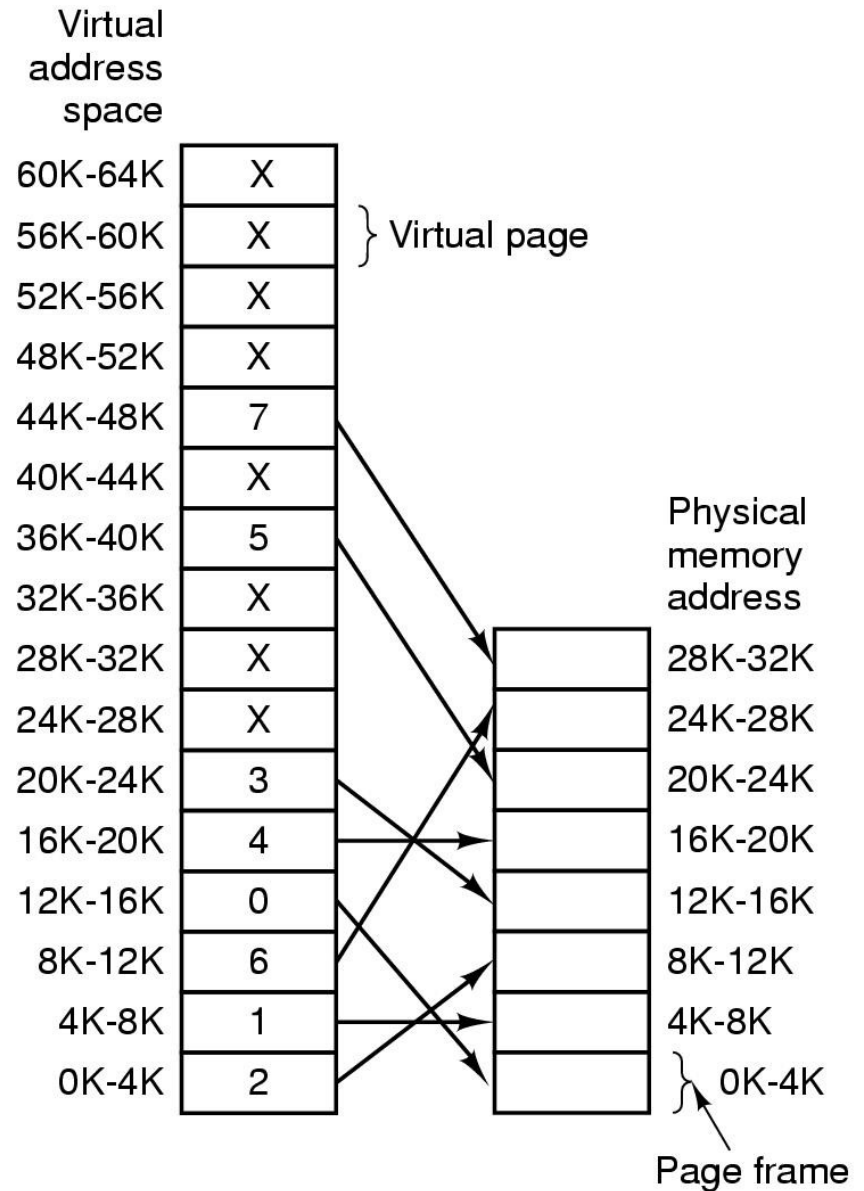 Virtual
address
space
60K-64K X
56K-60K X Virtual page
52K-56K X
48K-52K X
44K-48K 7
40K-44K X
36K-40K 5
32K-36K X
28K-32K X
24K-28K X
20K-24K 3
16K-20K 4
12K-16K 0
8K-12K 6
4K-8K 1
0K-4K 2
Physical
memory
address
28K-32K
24K-28K
20K-24K
16K-20K
12K-16K
8K-12K
4K-8K
0K-4K
Page frame